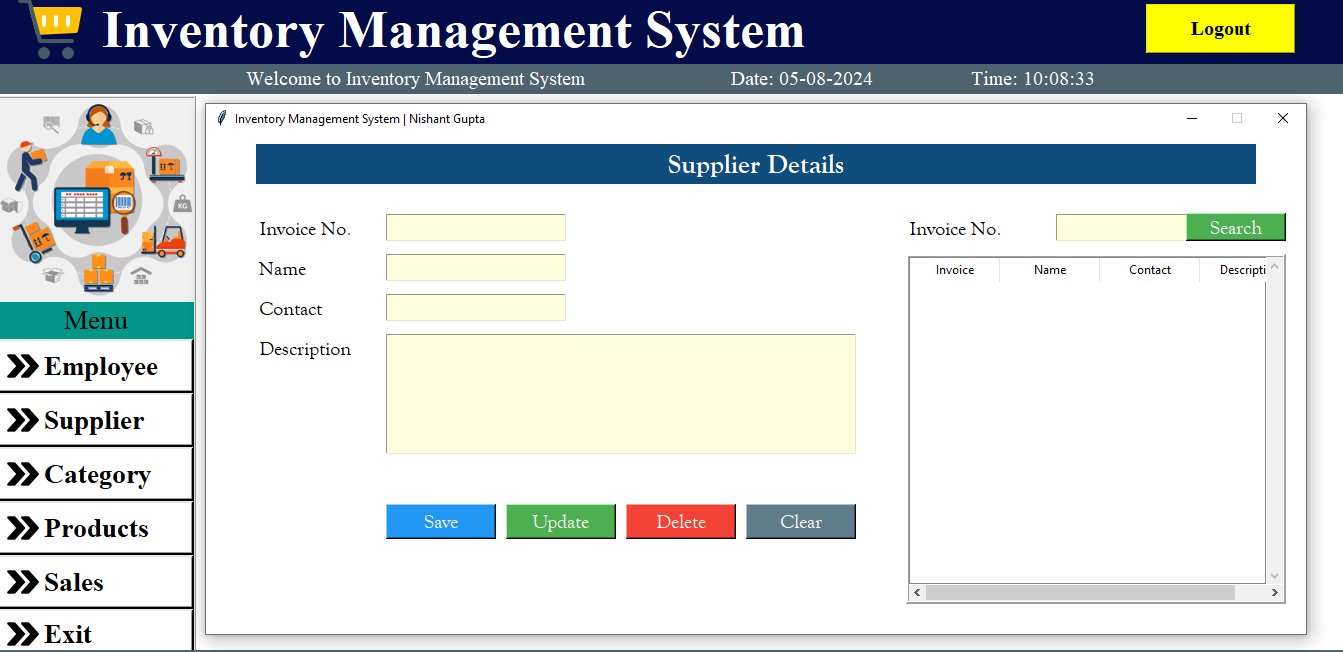 Inventory Management System
Logout
Welcome to Inventory Management System Date: 05-08-2024 Time: 10:08:33
Inventory Management System | Nishant Gupta
Supplier Details
KG
Menu
Employee
Supplier
Category
Products
Sales
Exit
Invoice No.
Name
Contact
Description
Save Update Delete Clear
Invoice No. Search
Invoice Name Contact Descripti